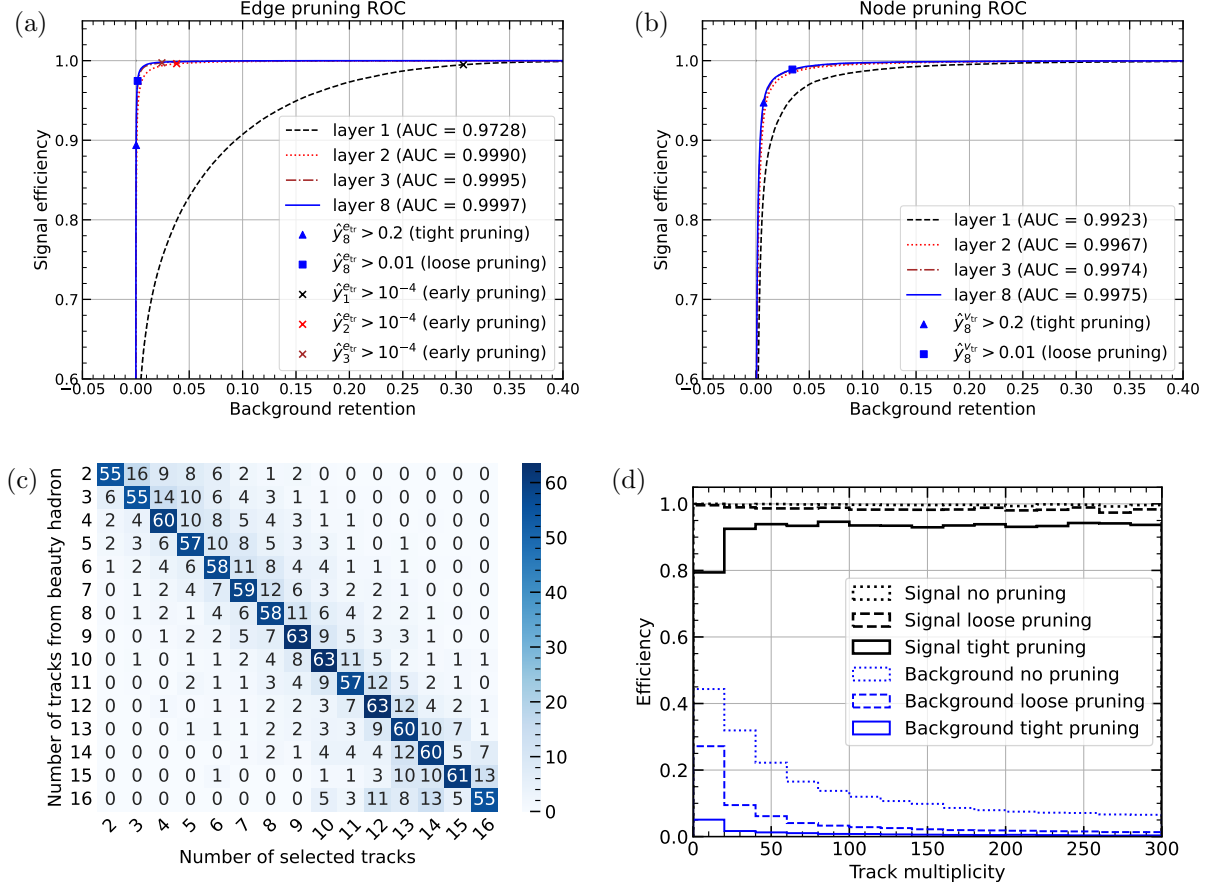 (a)
Edge pruning ROC
Signal efficiency
1.0
0.9
0.8
0.7
0.6
layer 1 (AUC = 0.9728)
layer 2 (AUC = 0.9990)
layer 3 (AUC = 0.9995)
layer 8 (AUC = 0.9997)
ŷ₈^{e_tr} > 0.2 (tight pruning)
ŷ₈^{e_tr} > 0.01 (loose pruning)
ŷ₁^{e_tr} > 10⁻⁴ (early pruning)
ŷ₂^{e_tr} > 10⁻⁴ (early pruning)
ŷ₃^{e_tr} > 10⁻⁴ (early pruning)
−0.05 0.00 0.05 0.10 0.15 0.20 0.25 0.30 0.35 0.40
Background retention
(b)
Node pruning ROC
Signal efficiency
1.0
0.9
0.8
0.7
0.6
layer 1 (AUC = 0.9923)
layer 2 (AUC = 0.9967)
layer 3 (AUC = 0.9974)
layer 8 (AUC = 0.9975)
ŷ₈^{v_tr} > 0.2 (tight pruning)
ŷ₈^{v_tr} > 0.01 (loose pruning)
−0.05 0.00 0.05 0.10 0.15 0.20 0.25 0.30 0.35 0.40
Background retention
(c)
Number of tracks from beauty hadron
2 55 16 9 8 6 2 1 2 0 0 0 0 0 0 0
3 6 55 14 10 6 4 3 1 1 0 0 0 0 0 0
4 2 4 60 10 8 5 4 3 1 1 0 0 0 0 0
5 2 3 6 57 10 8 5 3 3 1 0 1 0 0 0
6 1 2 4 6 58 11 8 4 4 1 1 0 0 0 0
7 0 1 2 4 7 59 12 6 3 2 2 1 0 0 0
8 0 2 1 2 4 6 58 11 6 4 2 2 1 0 0
9 0 0 1 2 2 5 7 63 9 5 3 3 1 0 0
10 0 1 0 1 1 2 4 8 63 11 5 2 1 1 1
11 0 0 0 2 1 1 3 4 9 57 12 5 2 1 0
12 0 0 1 0 1 1 2 2 3 7 63 12 4 2 1
13 0 0 0 0 1 1 1 2 3 3 9 60 10 7 1
14 0 0 0 0 0 1 2 1 4 4 4 12 60 5 7
15 0 0 0 0 1 0 0 0 1 1 3 10 10 61 13
16 0 0 0 0 0 0 0 0 5 3 11 8 13 5 55
2 3 4 5 6 7 8 9 10 11 12 13 14 15 16
Number of selected tracks
60
50
40
30
20
10
0
(d)
Efficiency
1.0
0.8
0.6
0.4
0.2
0.0
Signal no pruning
Signal loose pruning
Signal tight pruning
Background no pruning
Background loose pruning
Background tight pruning
0 50 100 150 200 250 300
Track multiplicity